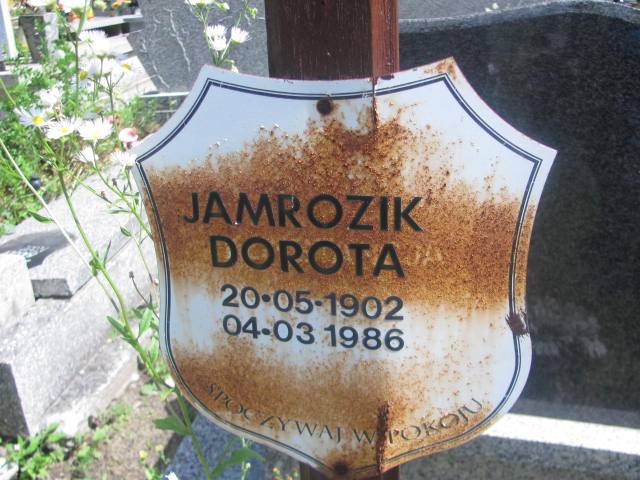 JAMROZIK
DOROTA
20•05•1902
04•03 1986
SPOCZYWAJ W POKOJU